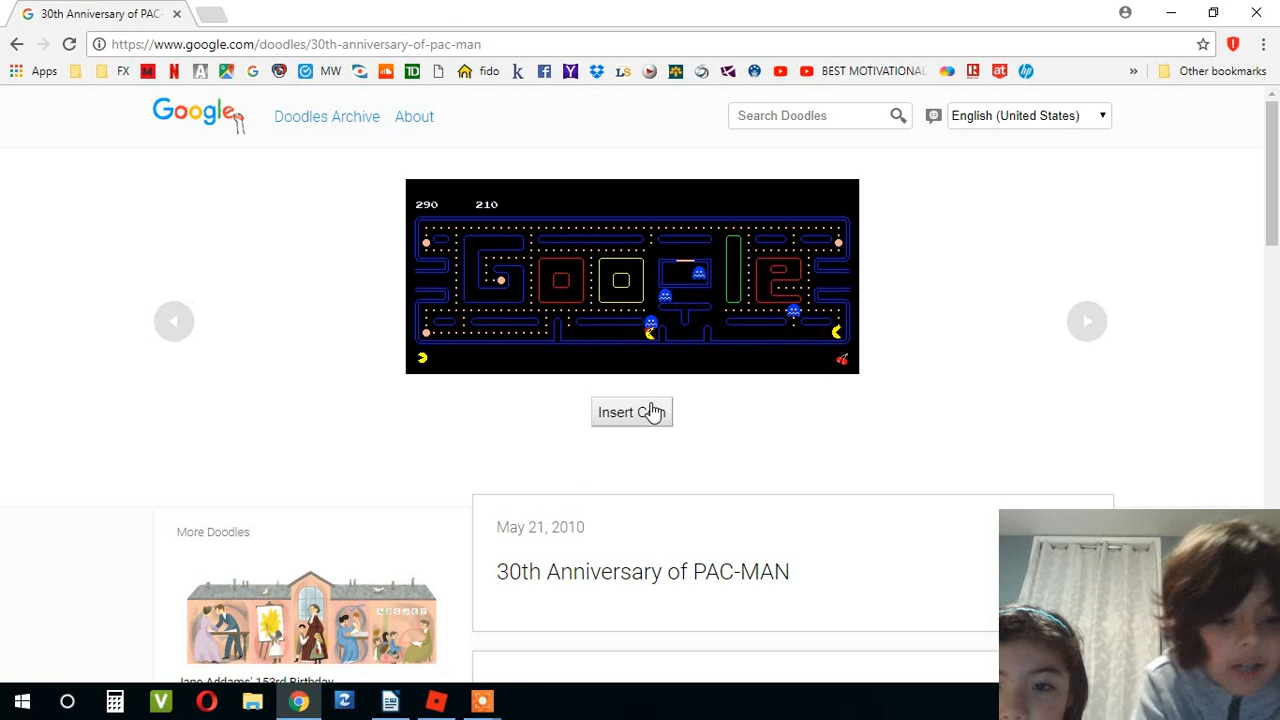 30th Anniversary of PAC-
https://www.google.com/doodles/30th-anniversary-of-pac-man
Apps FX MW TD fido BEST MOTIVATIONAL Other bookmarks
Google Doodles Archive About Search Doodles English (United States)
290 210
Insert
May 21, 2010
30th Anniversary of PAC-MAN
More Doodles
Jane Addams' 153rd Birthday